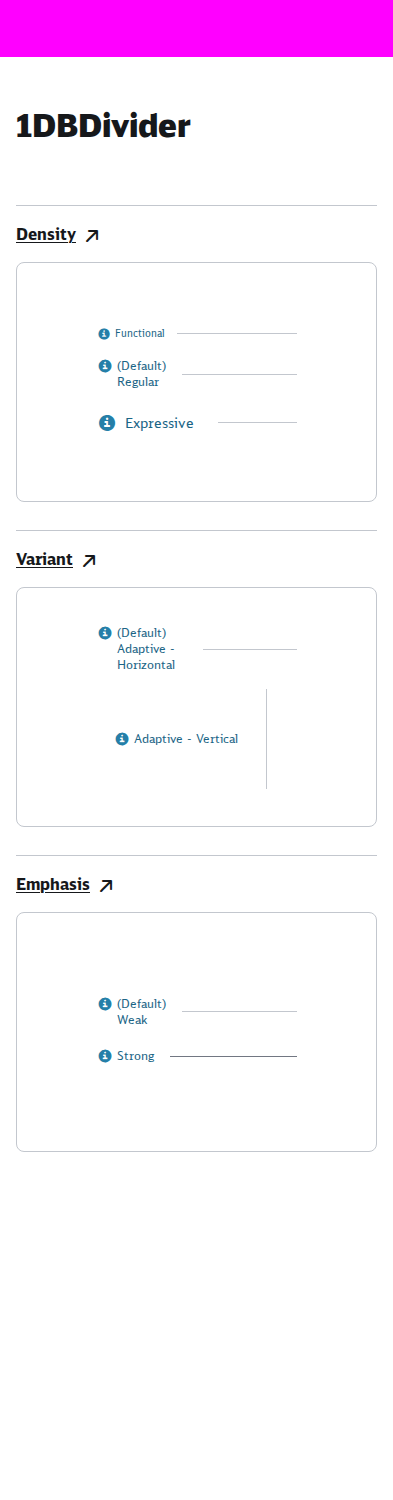 1DBDivider
Density
Functional
(Default)
Regular
Expressive
Variant
(Default)
Adaptive -
Horizontal
Adaptive - Vertical
Emphasis
(Default)
Weak
Strong